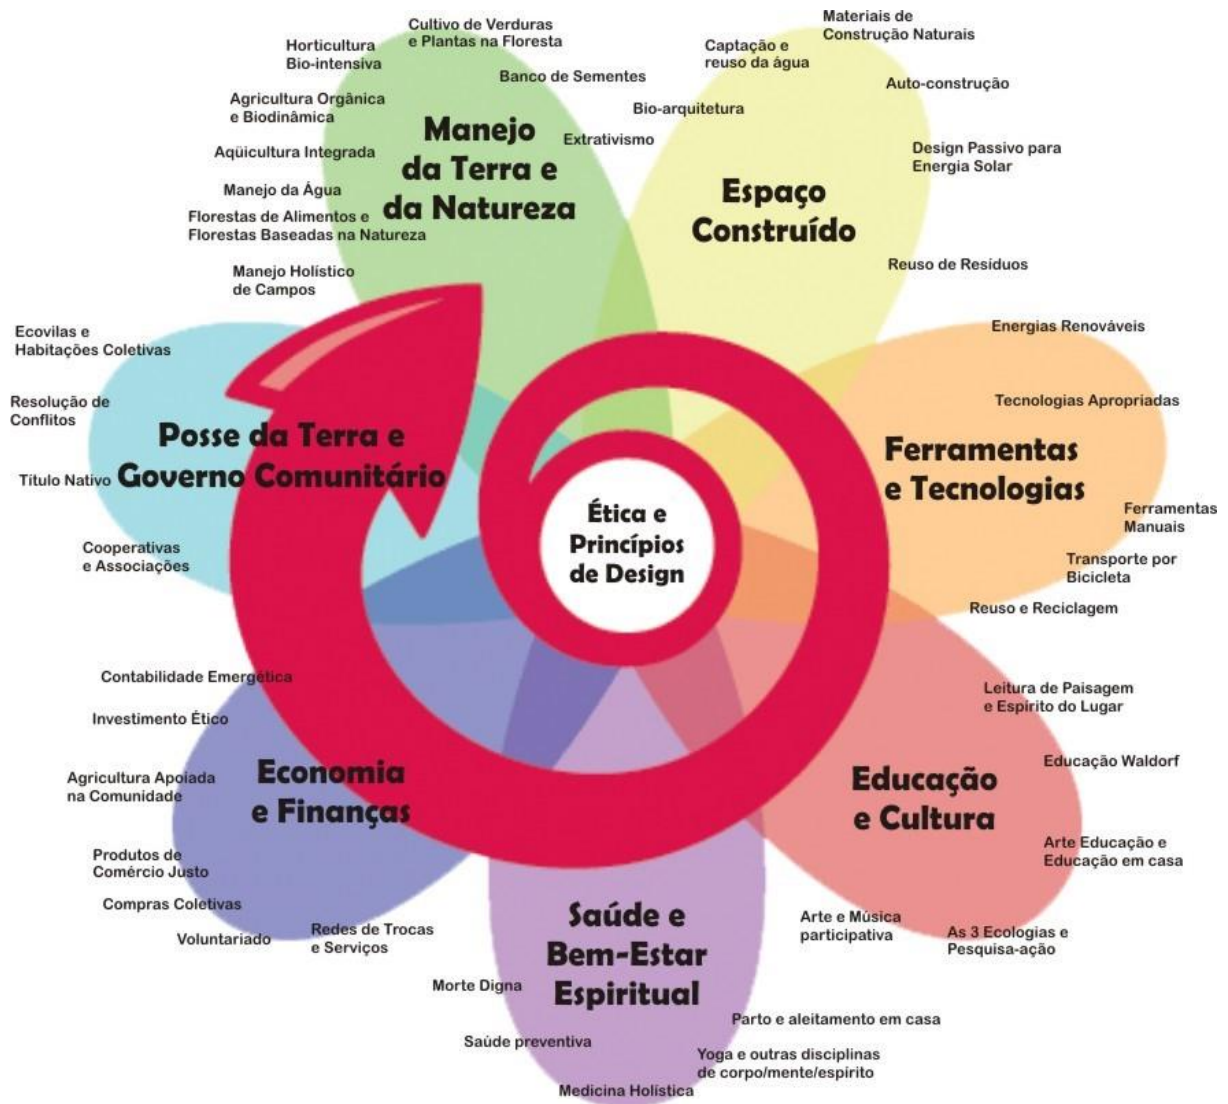 Cultivo de Verduras
e Plantas na Floresta
Horticultura
Bio-intensiva
Banco de Sementes
Agricultura Orgânica
e Biodinâmica
Extrativismo
Aqüicultura Integrada
Manejo da Água
Florestas de Alimentos e
Florestas Baseadas na Natureza
Manejo Holístico
de Campos
Manejo
da Terra e
da Natureza
Materiais de
Construção Naturais
Captação e
reuso da água
Auto-construção
Bio-arquitetura
Design Passivo para
Energia Solar
Espaço
Construído
Reuso de Resíduos
Energias Renováveis
Tecnologias Apropriadas
Ferramentas
e Tecnologias
Ferramentas
Manuais
Transporte por
Bicicleta
Reuso e Reciclagem
Leitura de Paisagem
e Espírito do Lugar
Educação Waldorf
Educação
e Cultura
Arte Educação e
Educação em casa
Arte e Música
participativa
As 3 Ecologias e
Pesquisa-ação
Saúde e
Bem-Estar
Espiritual
Parto e aleitamento em casa
Yoga e outras disciplinas
de corpo/mente/espírito
Medicina Holística
Saúde preventiva
Morte Digna
Contabilidade Emergética
Investimento Ético
Economia
e Finanças
Agricultura Apoiada
na Comunidade
Produtos de
Comércio Justo
Compras Coletivas
Voluntariado
Redes de Trocas
e Serviços
Ecovilas e
Habitações Coletivas
Resolução de
Conflitos
Posse da Terra e
Governo Comunitário
Título Nativo
Cooperativas
e Associações
Ética e
Princípios
de Design